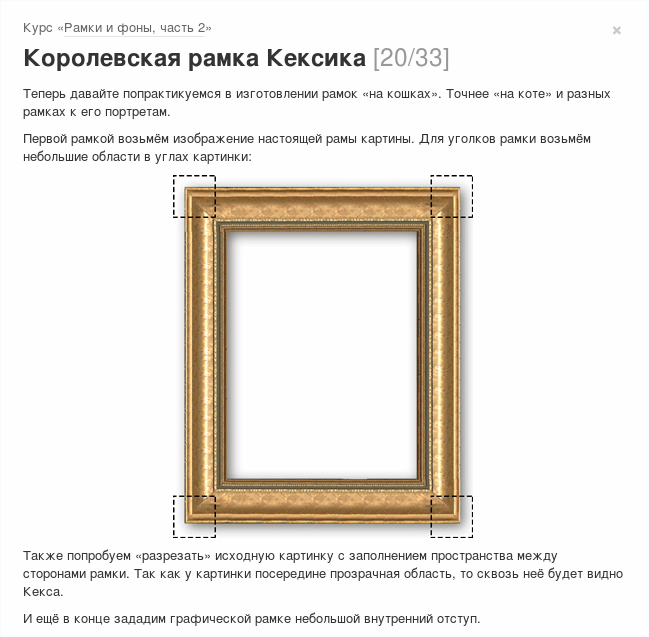 Курс «Рамки и фоны, часть 2»
×
Королевская рамка Кексика [20/33]
Теперь давайте попрактикуемся в изготовлении рамок «на кошках». Точнее «на коте» и разных
рамках к его портретам.
Первой рамкой возьмём изображение настоящей рамы картины. Для уголков рамки возьмём
небольшие области в углах картинки:
Также попробуем «разрезать» исходную картинку с заполнением пространства между
сторонами рамки. Так как у картинки посередине прозрачная область, то сквозь неё будет видно
Кекса.
И ещё в конце зададим графической рамке небольшой внутренний отступ.